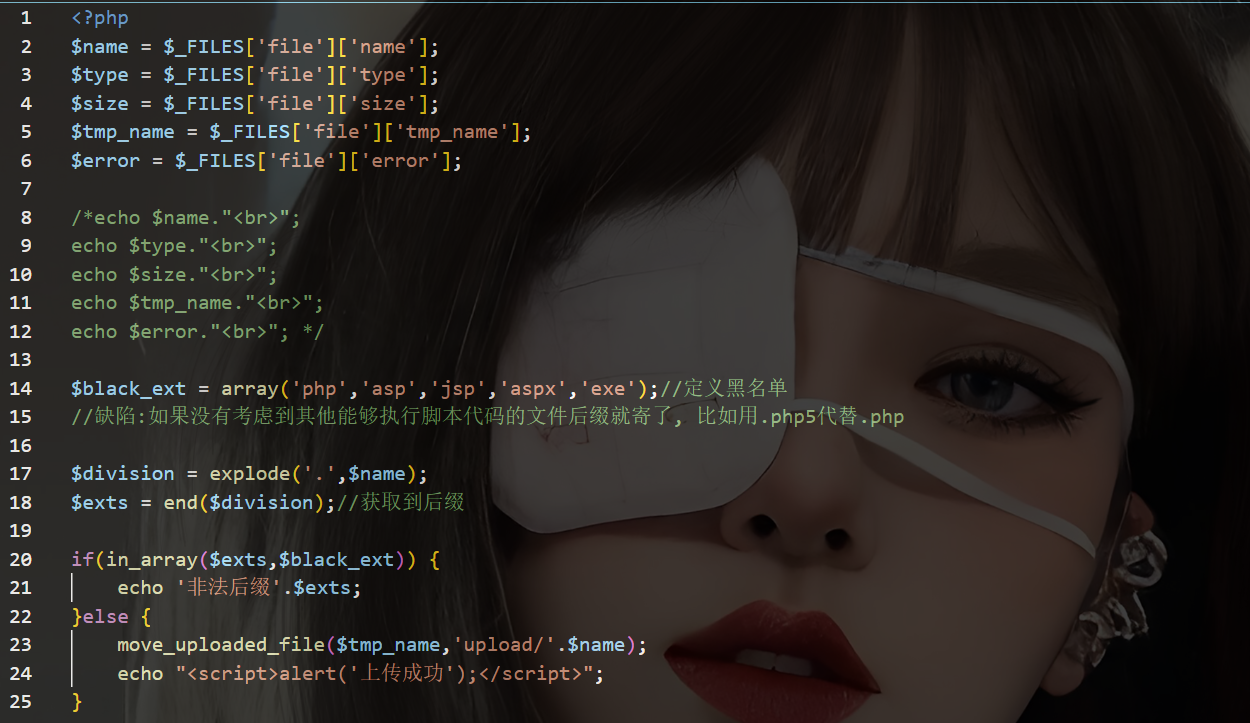 1 <?php
2 $name = $_FILES['file']['name'];
3 $type = $_FILES['file']['type'];
4 $size = $_FILES['file']['size'];
5 $tmp_name = $_FILES['file']['tmp_name'];
6 $error = $_FILES['file']['error'];
7
8 /*echo $name."<br>";
9 echo $type."<br>";
10 echo $size."<br>";
11 echo $tmp_name."<br>";
12 echo $error."<br>"; */
13
14 $black_ext = array('php','asp','jsp','aspx','exe');//定义黑名单
15 //缺陷:如果没有考虑到其他能够执行脚本代码的文件后缀就寄了, 比如用.php5代替.php
16
17 $division = explode('.',$name);
18 $exts = end($division);//获取到后缀
19
20 if(in_array($exts,$black_ext)) {
21     echo '非法后缀'.$exts;
22 }else {
23     move_uploaded_file($tmp_name,'upload/'.$name);
24     echo "<script>alert('上传成功');</script>";
25 }